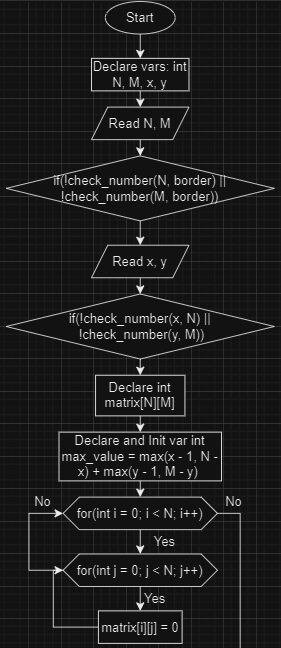 Start
Declare vars: int
N, M, x, y
Read N, M
if(!check_number(N, border) ||
!check_number(M, border))
Read x, y
if(!check_number(x, N) ||
!check_number(y, M))
Declare int
matrix[N][M]
Declare and Init var int
max_value = max(x - 1, N -
x) + max(y - 1, M - y)
No
No
for(int i = 0; i < N; i++)
Yes
for(int j = 0; j < N; j++)
Yes
matrix[i][j] = 0